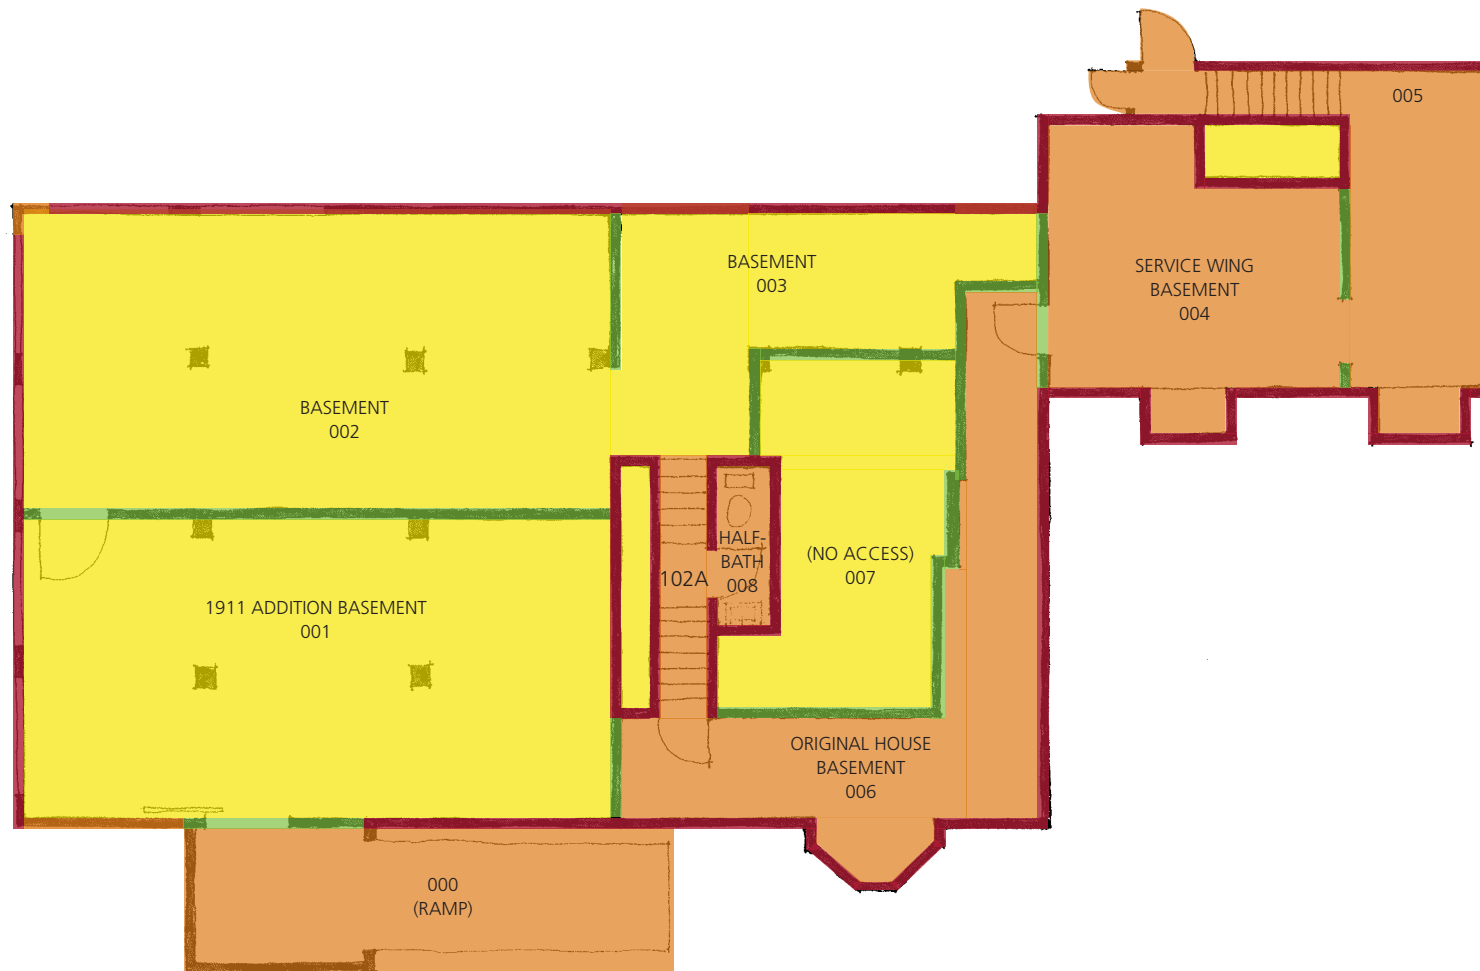 005
BASEMENT
003
SERVICE WING
BASEMENT
004
BASEMENT
002
HALF-
BATH
008
102A
(NO ACCESS)
007
1911 ADDITION BASEMENT
001
ORIGINAL HOUSE
BASEMENT
006
000
(RAMP)